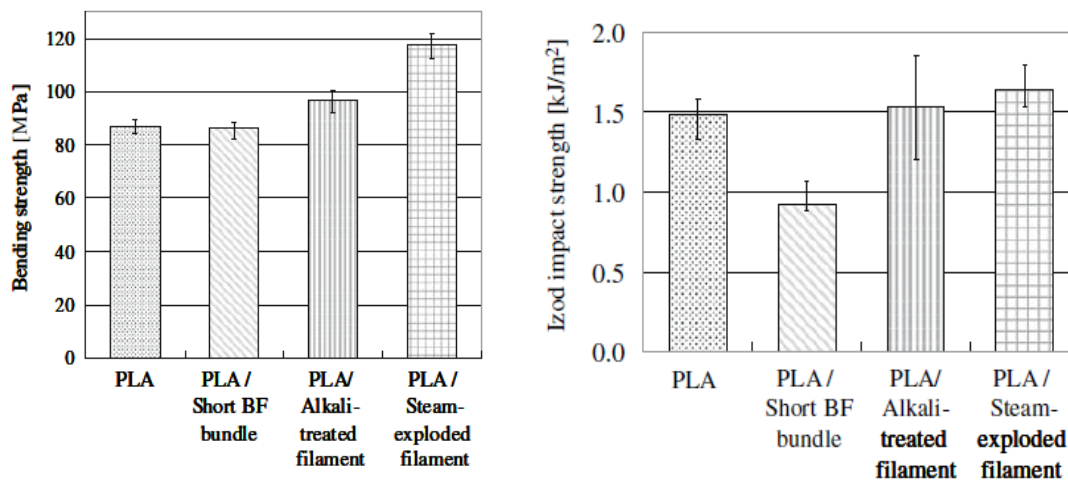 Bending strength [MPa]
120
100
80
60
40
20
0
PLA
PLA /
Short BF
bundle
PLA/
Alkali-
treated
filament
PLA /
Steam-
exploded
filament
Izod impact strength [kJ/m²]
2.0
1.5
1.0
0.5
0.0
PLA
PLA /
Short BF
bundle
PLA/
Alkali-
treated
filament
PLA /
Steam-
exploded
filament